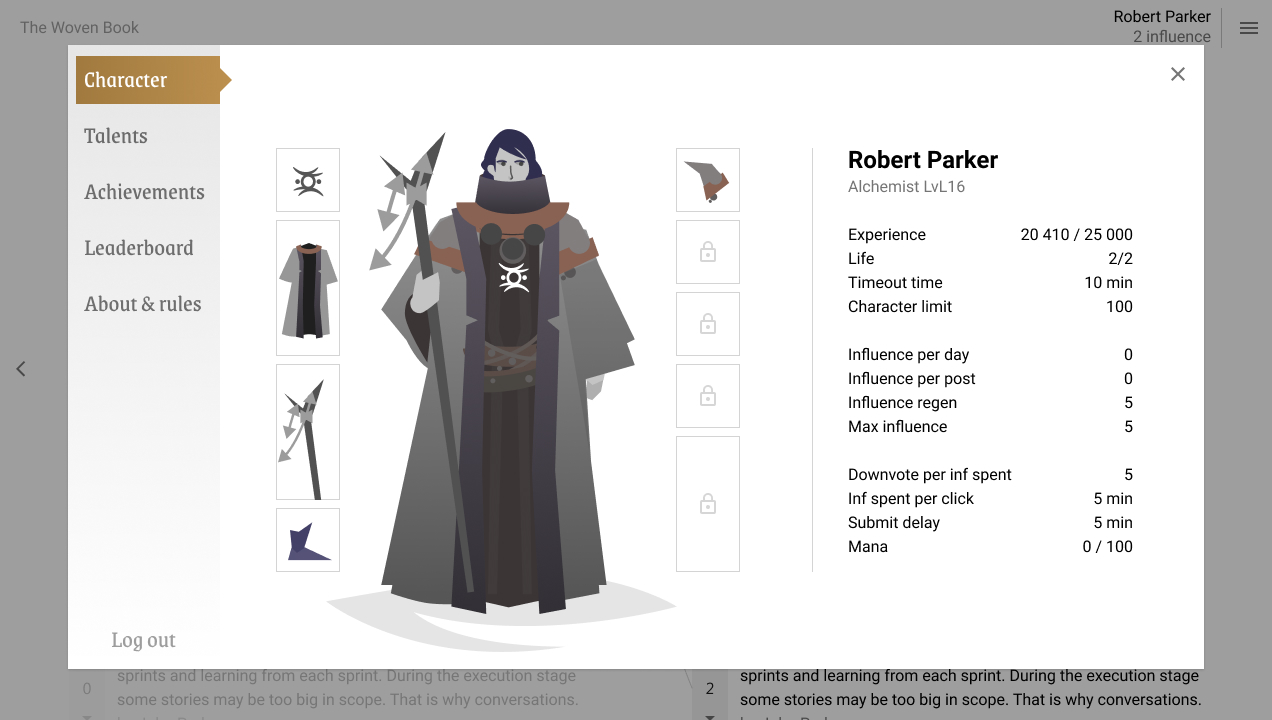 The Woven Book
Robert Parker
2 influence
Character
Talents
Achievements
Leaderboard
About & rules
Log out
Robert Parker
Alchemist LvL16
Experience 20 410 / 25 000
Life 2/2
Timeout time 10 min
Character limit 100
Influence per day 0
Influence per post 0
Influence regen 5
Max influence 5
Downvote per inf spent 5
Inf spent per click 5 min
Submit delay 5 min
Mana 0 / 100
sprints and learning from each sprint. During the execution stage
0 some stories may be too big in scope. That is why conversations.
sprints and learning from each sprint. During the execution stage
2 some stories may be too big in scope. That is why conversations.